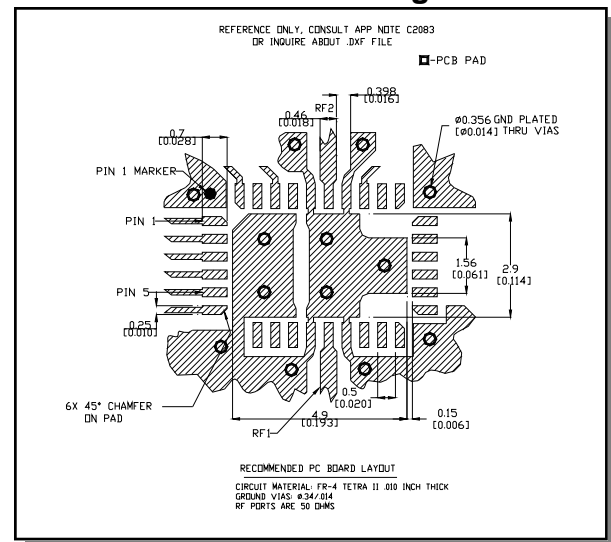 REFERENCE ONLY, CONSULT APP NOTE C2083
OR INQUIRE ABOUT .DXF FILE
-PCB PAD
0.398
[0.016]
RF2
0.46
[0.018]
Ø0.356 GND PLATED
[Ø0.014] THRU VIAS
0.7
[0.028]
PIN 1 MARKER
PIN 1
1.56
[0.061]
2.9
[0.114]
PIN 5
0.25
[0.010]
6X 45° CHAMFER
ON PAD
0.5
[0.020]
4.9
[0.193]
0.15
[0.006]
RF1
RECOMMENDED PC BOARD LAYOUT
CIRCUIT MATERIAL: FR-4 TETRA II .010 INCH THICK
GROUND VIAS: Ø.34/.014
RF PORTS ARE 50 OHMS